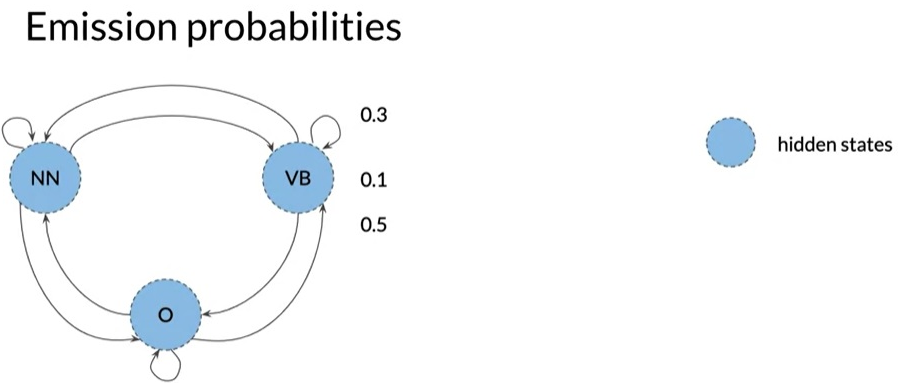 Emission probabilities
0.3
hidden states
NN
VB
0.1
0.5
O